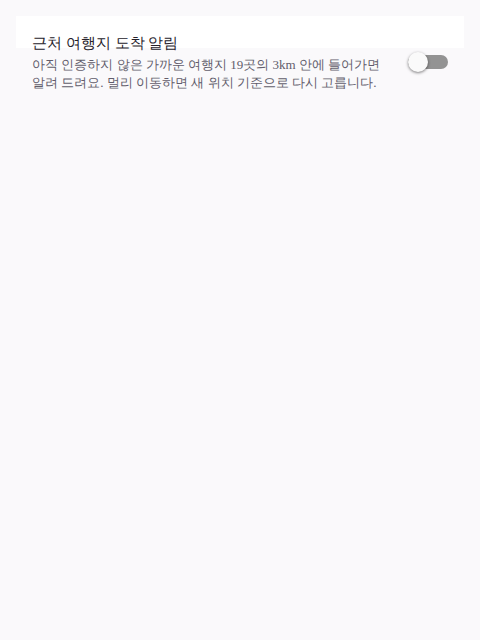 근처 여행지 도착 알림
아직 인증하지 않은 가까운 여행지 19곳의 3km 안에 들어가면
알려 드려요. 멀리 이동하면 새 위치 기준으로 다시 고릅니다.